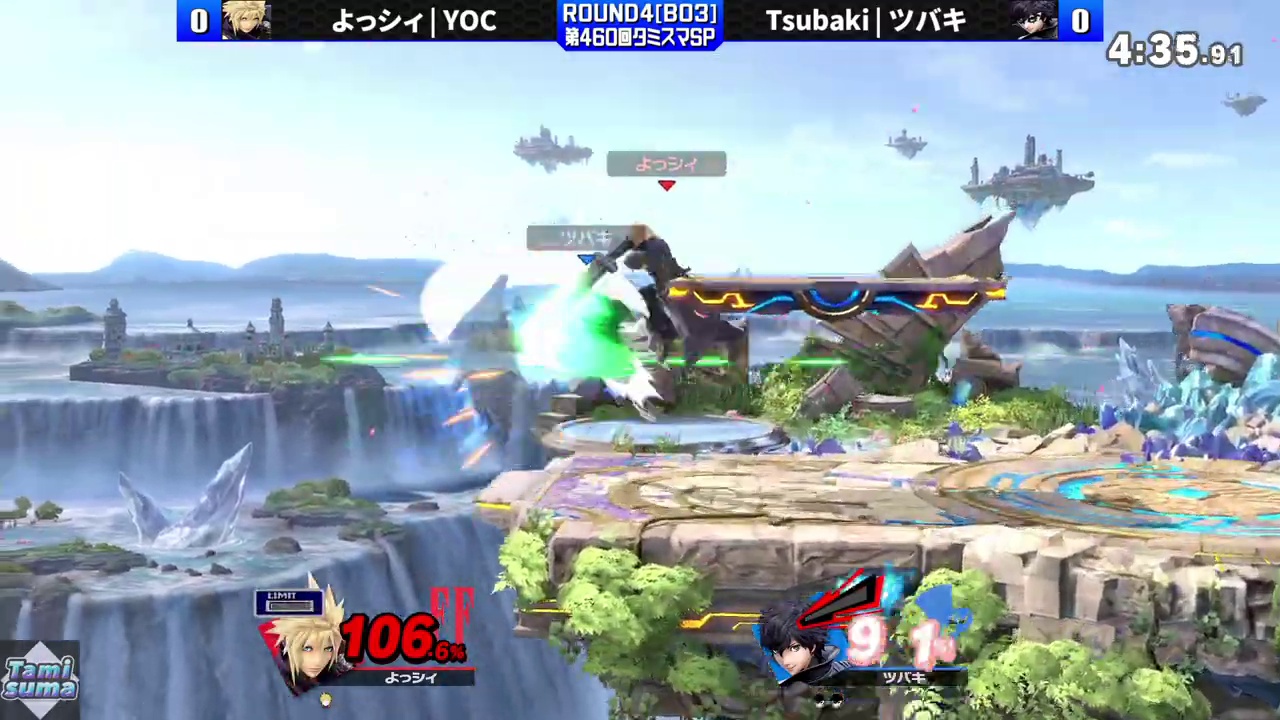 0 よっシィ | YOC
ROUND4[BO3]
第460回タミスマSP
Tsubaki | ツバキ 0
4:35.91
よっシィ
ツバキ
LIMIT
106.6%
よっシィ
ツバキ
Tami
suma